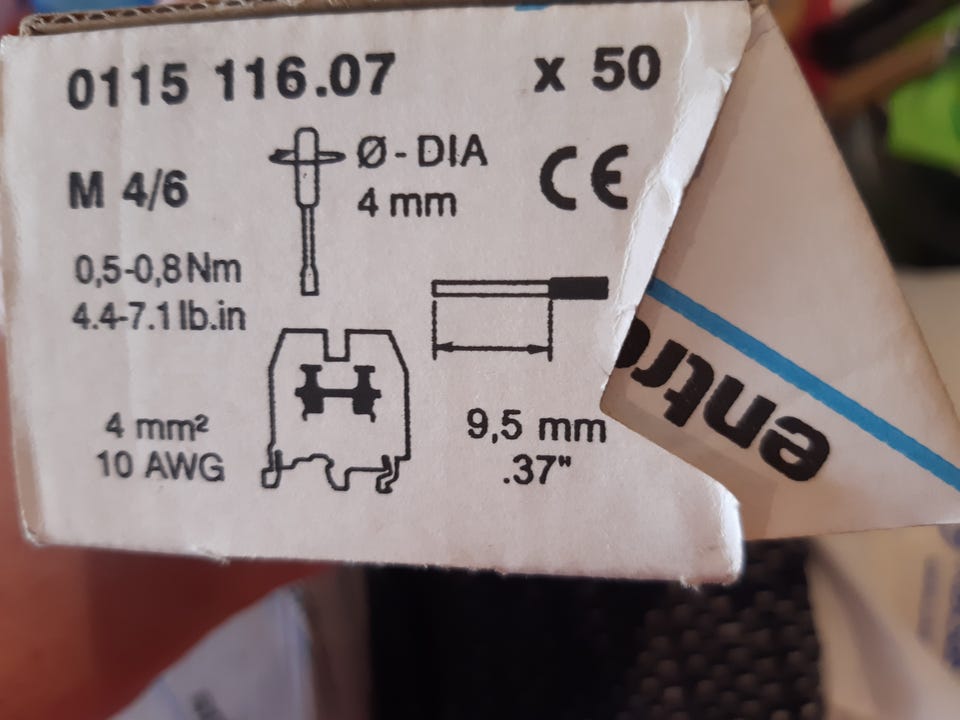 0115 116.07 x 50
Ø - DIA
4 mm
CE
M 4/6
0,5-0,8 Nm
4.4-7.1 lb.in
4 mm²
10 AWG
9,5 mm
.37"
entre